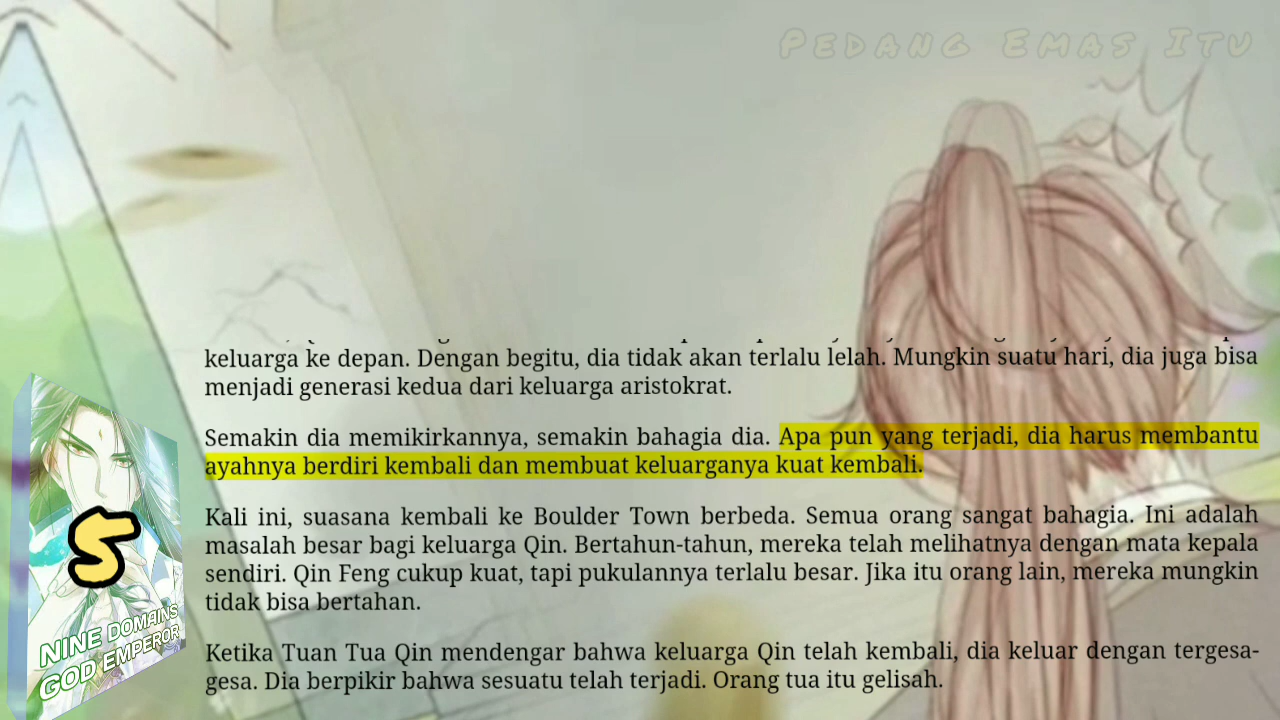 PEDANG EMAS ITU
keluarga ke depan. Dengan begitu, dia tidak akan terlalu lelah. Mungkin suatu hari, dia juga bisa
menjadi generasi kedua dari keluarga aristokrat.
Semakin dia memikirkannya, semakin bahagia dia. Apa pun yang terjadi, dia harus membantu
ayahnya berdiri kembali dan membuat keluarganya kuat kembali.
Kali ini, suasana kembali ke Boulder Town berbeda. Semua orang sangat bahagia. Ini adalah
masalah besar bagi keluarga Qin. Bertahun-tahun, mereka telah melihatnya dengan mata kepala
sendiri. Qin Feng cukup kuat, tapi pukulannya terlalu besar. Jika itu orang lain, mereka mungkin
tidak bisa bertahan.
Ketika Tuan Tua Qin mendengar bahwa keluarga Qin telah kembali, dia keluar dengan tergesa-
gesa. Dia berpikir bahwa sesuatu telah terjadi. Orang tua itu gelisah.
5
NINE DOMAINS
GOD EMPEROR